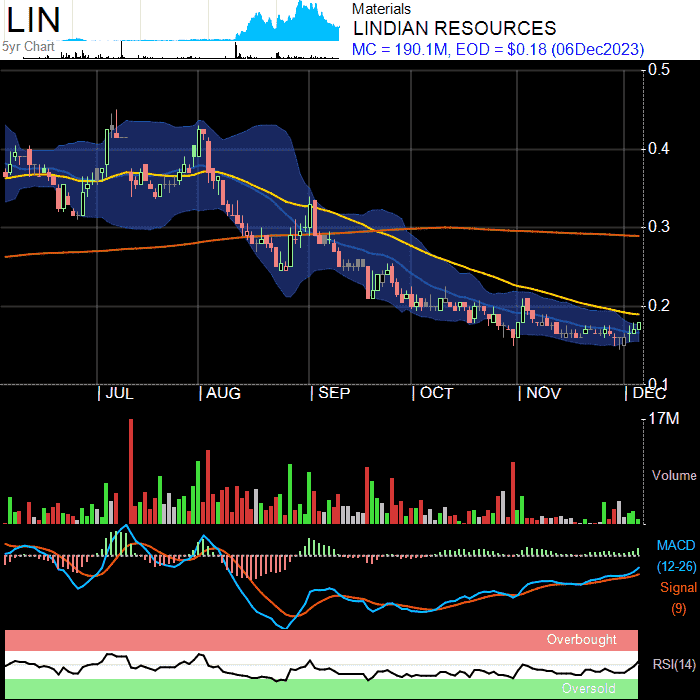 LIN
5yr Chart
Materials
LINDIAN RESOURCES
MC = 190.1M, EOD = $0.18 (06Dec2023)
0.5
0.4
0.3
0.2
0.1
JUL AUG SEP OCT NOV DEC
17M
Volume
MACD
(12-26)
Signal
(9)
Overbought
RSI(14)
Oversold